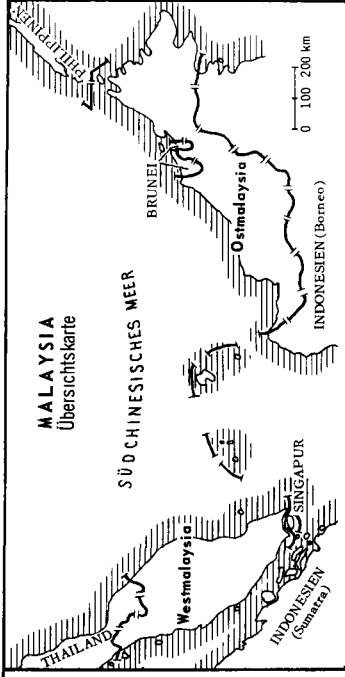 MALAYSIA
Übersichtskarte
SÜDCHINESISCHES MEER
THAILAND
Westmalaysia
SINGAPUR
INDONESIEN
(Sumatra)
PHILIPPINEN
BRUNEI
Ostmalaysia
INDONESIEN (Borneo)
0 100 200 km